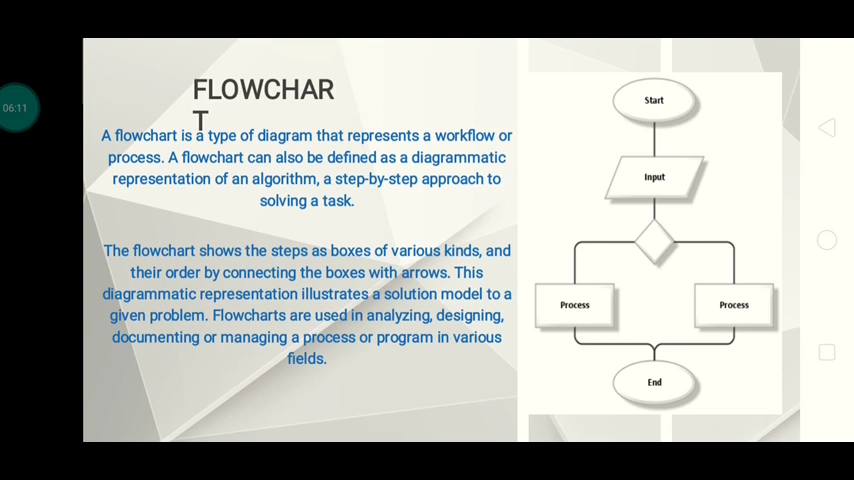 06:11
FLOWCHAR
T
A flowchart is a type of diagram that represents a workflow or
process. A flowchart can also be defined as a diagrammatic
representation of an algorithm, a step-by-step approach to
solving a task.
The flowchart shows the steps as boxes of various kinds, and
their order by connecting the boxes with arrows. This
diagrammatic representation illustrates a solution model to a
given problem. Flowcharts are used in analyzing, designing,
documenting or managing a process or program in various
fields.
Start
Input
Process
Process
End